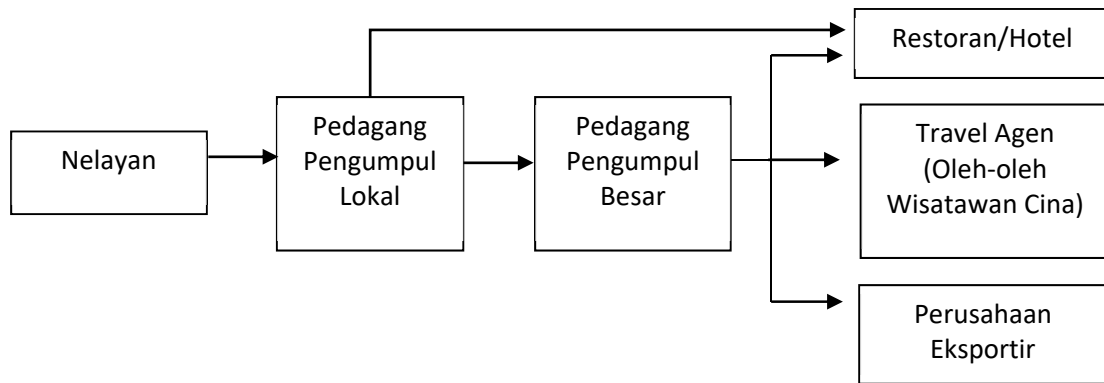 Nelayan
Pedagang
Pengumpul
Lokal
Pedagang
Pengumpul
Besar
Restoran/Hotel
Travel Agen
(Oleh-oleh
Wisatawan Cina)
Perusahaan
Eksportir